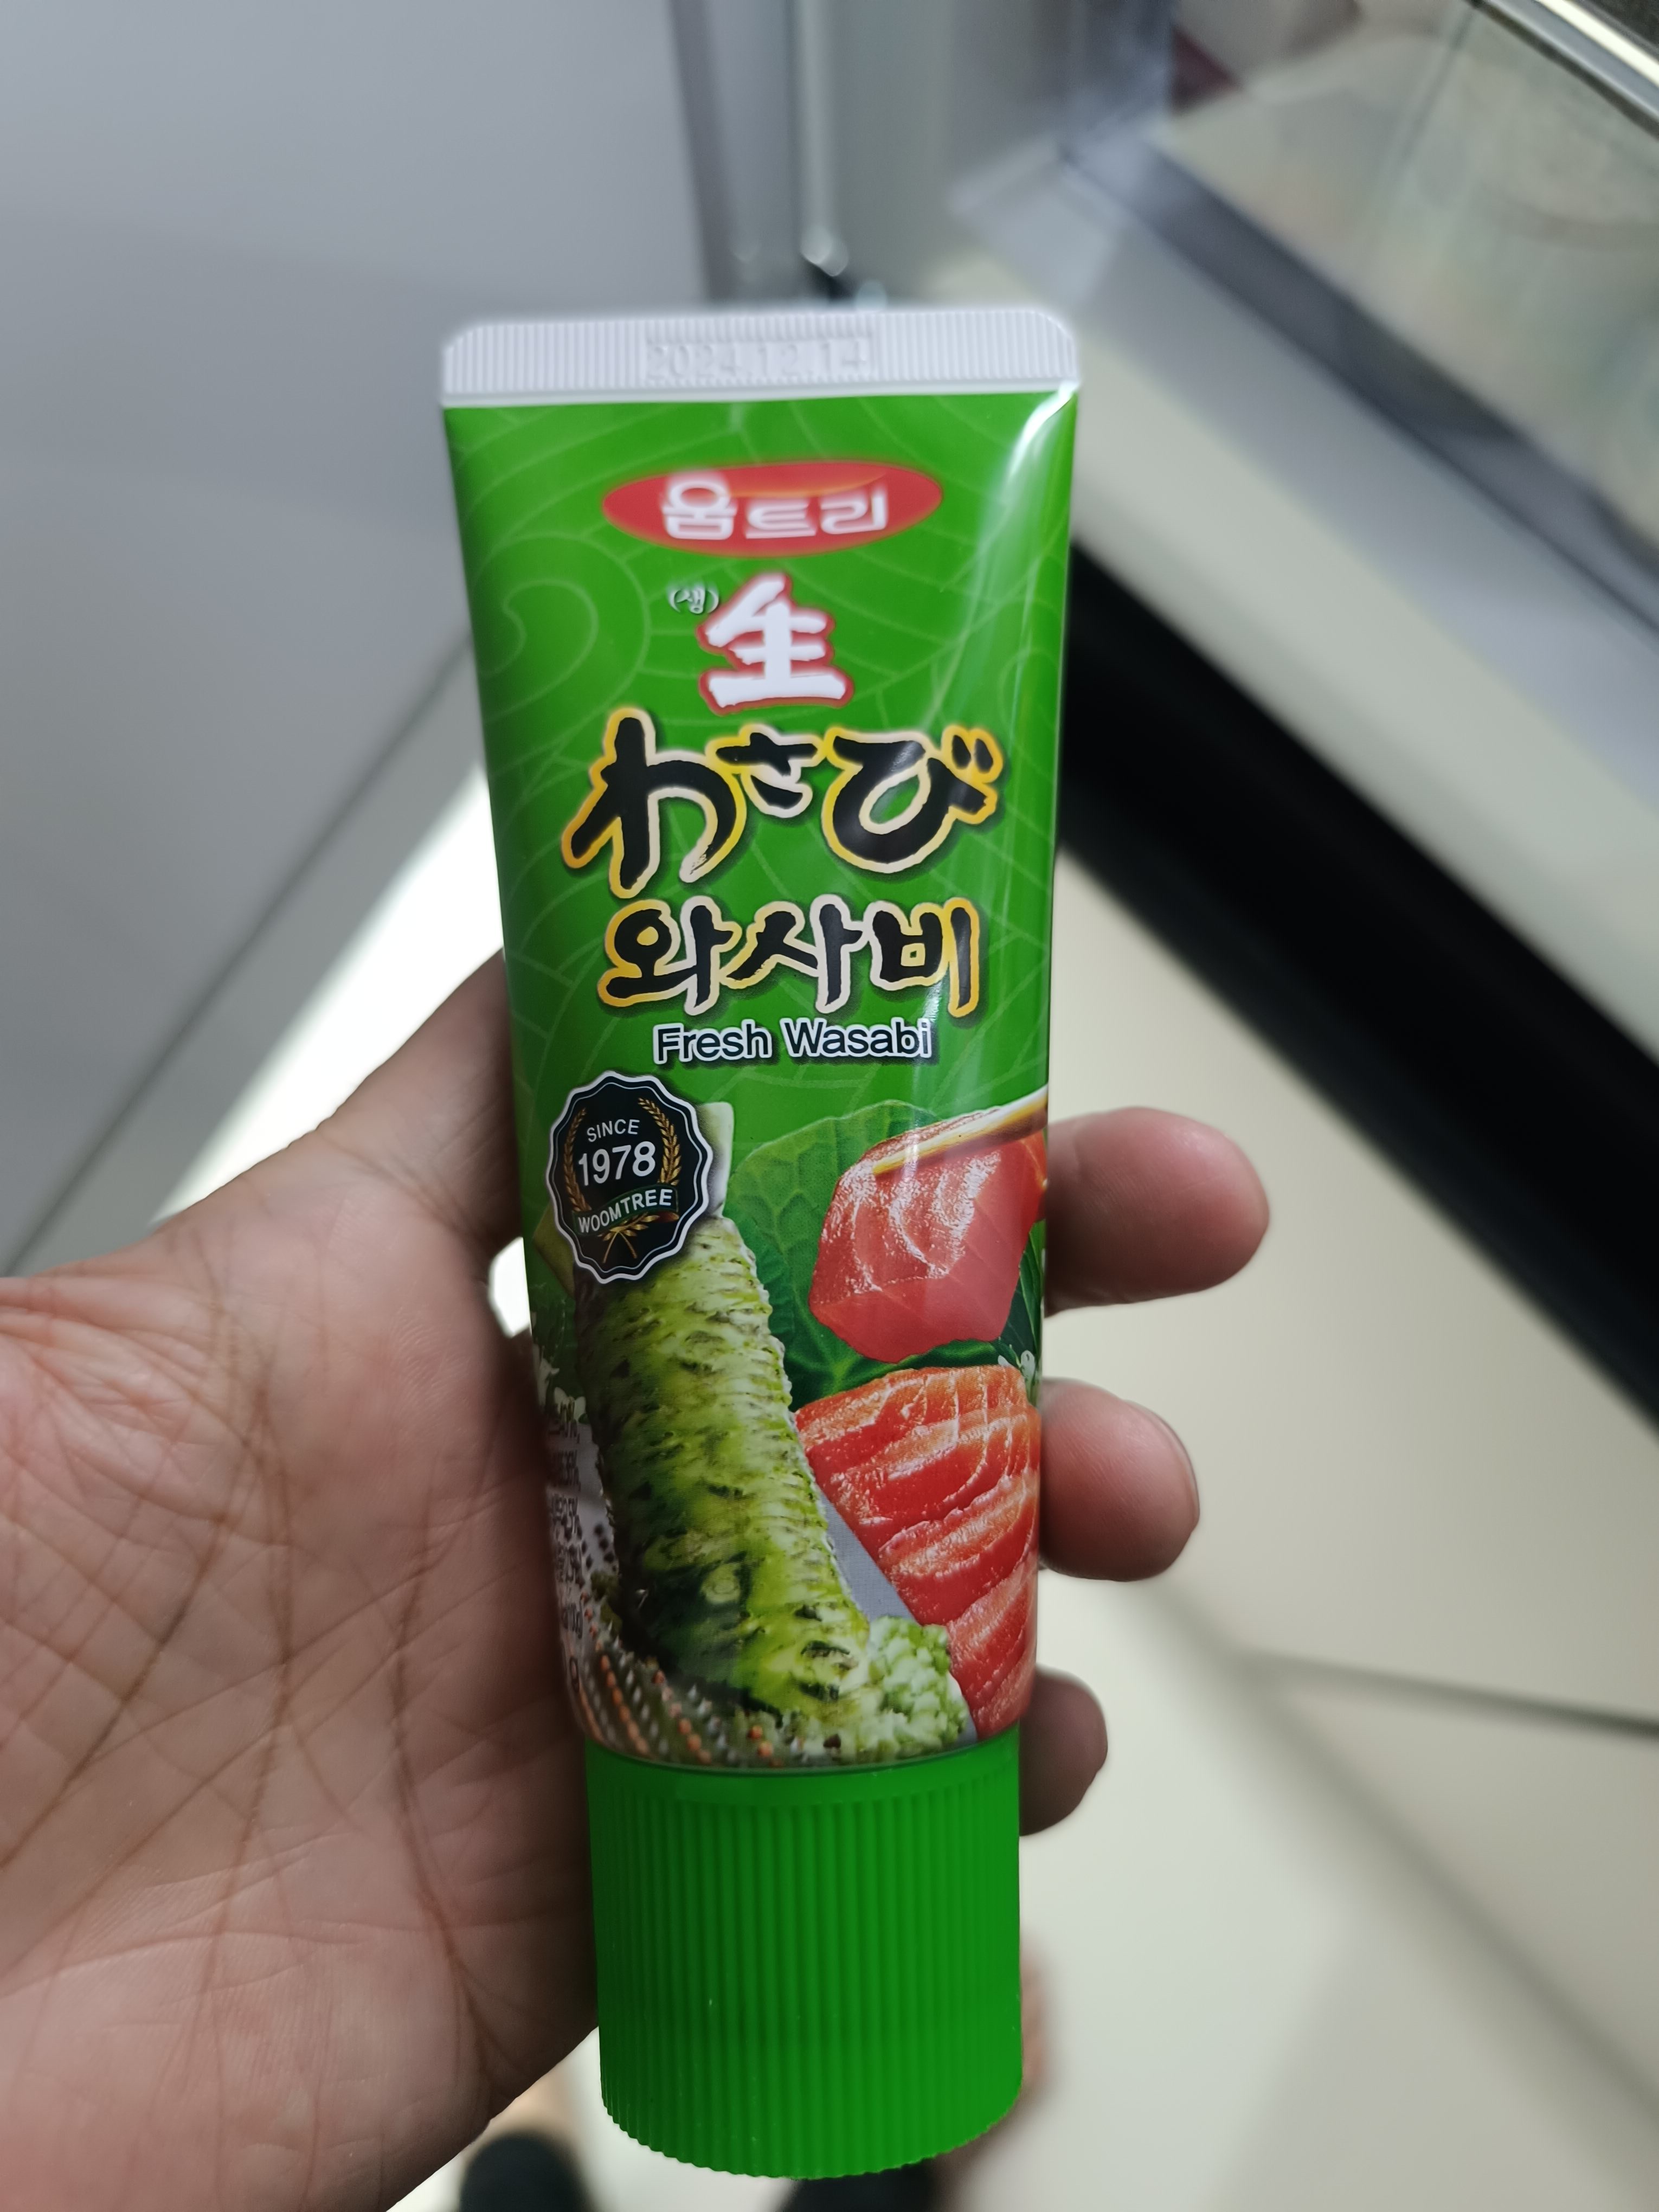 2024.12.14
움트리
(생)
生
わさび
와사비
Fresh Wasabi
SINCE
1978
WOOMTREE